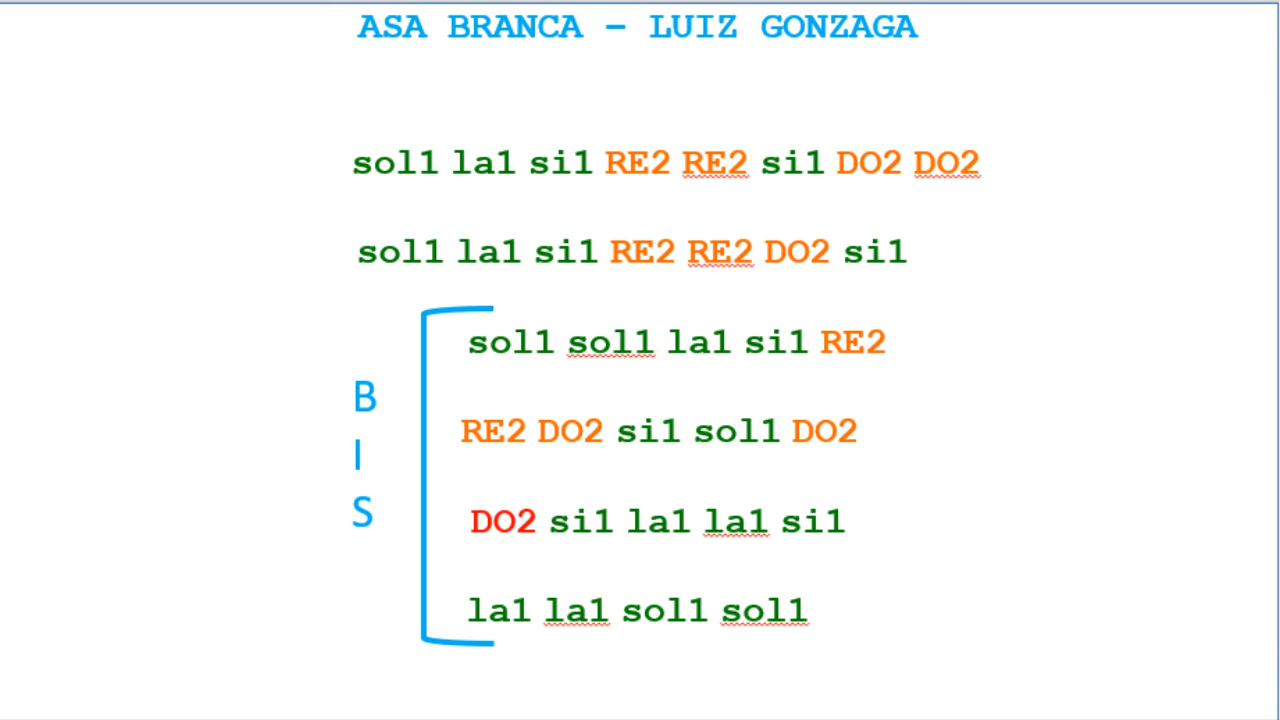 ASA BRANCA – LUIZ GONZAGA
sol1 la1 si1 RE2 RE2 si1 DO2 DO2
sol1 la1 si1 RE2 RE2 DO2 si1
sol1 sol1 la1 si1 RE2
RE2 DO2 si1 sol1 DO2
DO2 si1 la1 la1 si1
la1 la1 sol1 sol1
B
I
S